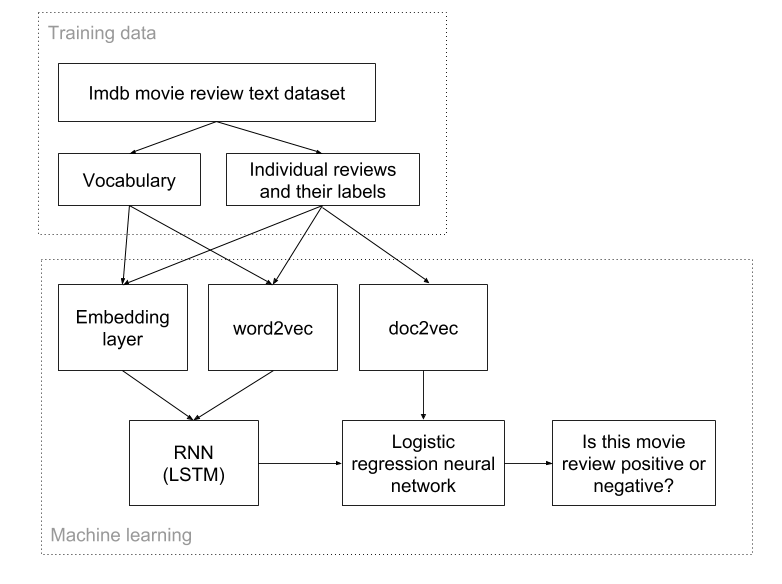 Training data
Imdb movie review text dataset
Vocabulary
Individual reviews
and their labels
Embedding
layer
word2vec
doc2vec
RNN
(LSTM)
Logistic
regression neural
network
Is this movie
review positive or
negative?
Machine learning